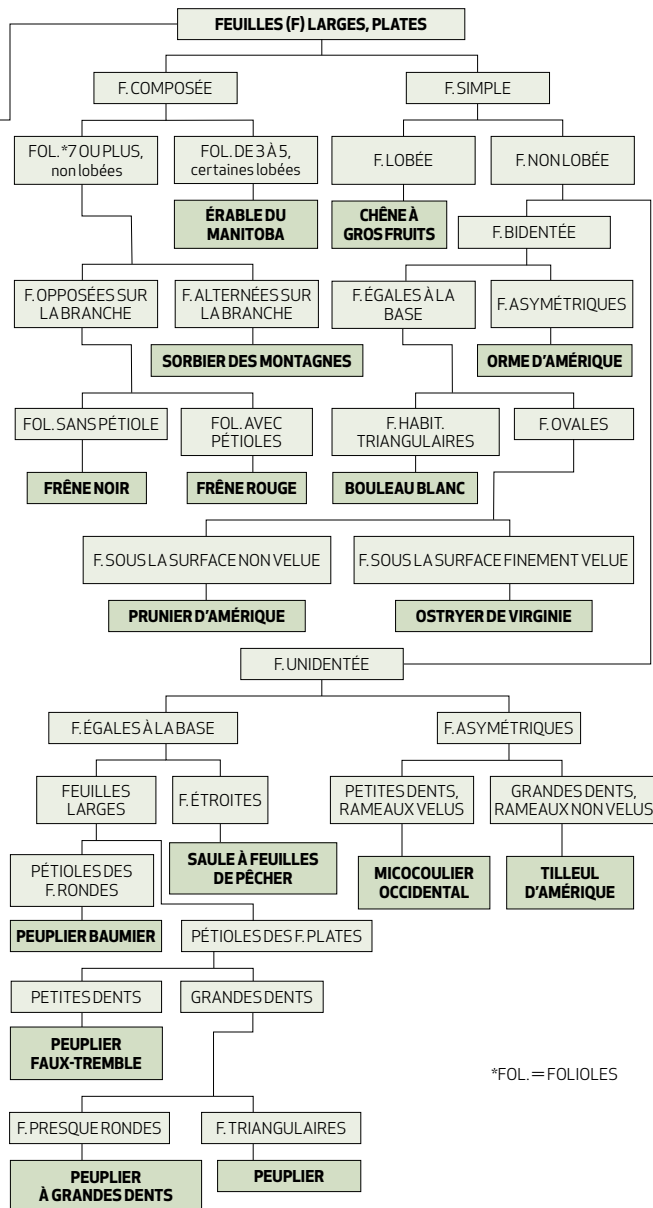 FEUILLES (F) LARGES, PLATES
F. COMPOSÉE
F. SIMPLE
FOL. *7 OU PLUS,
non lobées
FOL. DE 3 À 5,
certaines lobées
F. LOBÉE
F. NON LOBÉE
ÉRABLE DU
MANITOBA
CHÊNE À
GROS FRUITS
F. BIDENTÉE
F. OPPOSÉES SUR
LA BRANCHE
F. ALTERNÉES SUR
LA BRANCHE
F. ÉGALES À LA
BASE
F. ASYMÉTRIQUES
SORBIER DES MONTAGNES
ORME D'AMÉRIQUE
FOL. SANS PÉTIOLE
FOL. AVEC
PÉTIOLES
F. HABIT.
TRIANGULAIRES
F. OVALES
FRÊNE NOIR
FRÊNE ROUGE
BOULEAU BLANC
F. SOUS LA SURFACE NON VELUE
F. SOUS LA SURFACE FINEMENT VELUE
PRUNIER D'AMÉRIQUE
OSTRYER DE VIRGINIE
F. UNIDENTÉE
F. ÉGALES À LA BASE
F. ASYMÉTRIQUES
FEUILLES
LARGES
F. ÉTROITES
PETITES DENTS,
RAMEAUX VELUS
GRANDES DENTS,
RAMEAUX NON VELUS
SAULE À FEUILLES
DE PÊCHER
MICOCOULIER
OCCIDENTAL
TILLEUL
D'AMÉRIQUE
PÉTIOLES DES
F. RONDES
PEUPLIER BAUMIER
PÉTIOLES DES F. PLATES
PETITES DENTS
GRANDES DENTS
PEUPLIER
FAUX-TREMBLE
*FOL. = FOLIOLES
F. PRESQUE RONDES
F. TRIANGULAIRES
PEUPLIER
À GRANDES DENTS
PEUPLIER